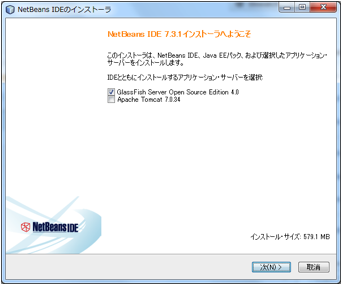 NetBeans IDEのインストーラ
NetBeans IDE 7.3.1インストーラへようこそ
このインストーラは、NetBeans IDE、Java EEパック、および選択したアプリケーション・
サーバーをインストールします。
IDEとともにインストールするアプリケーション・サーバーを選択:
GlassFish Server Open Source Edition 4.0
Apache Tomcat 7.0.34
NetBeans IDE
インストール・サイズ: 579.1 MB
次(N) >
取消